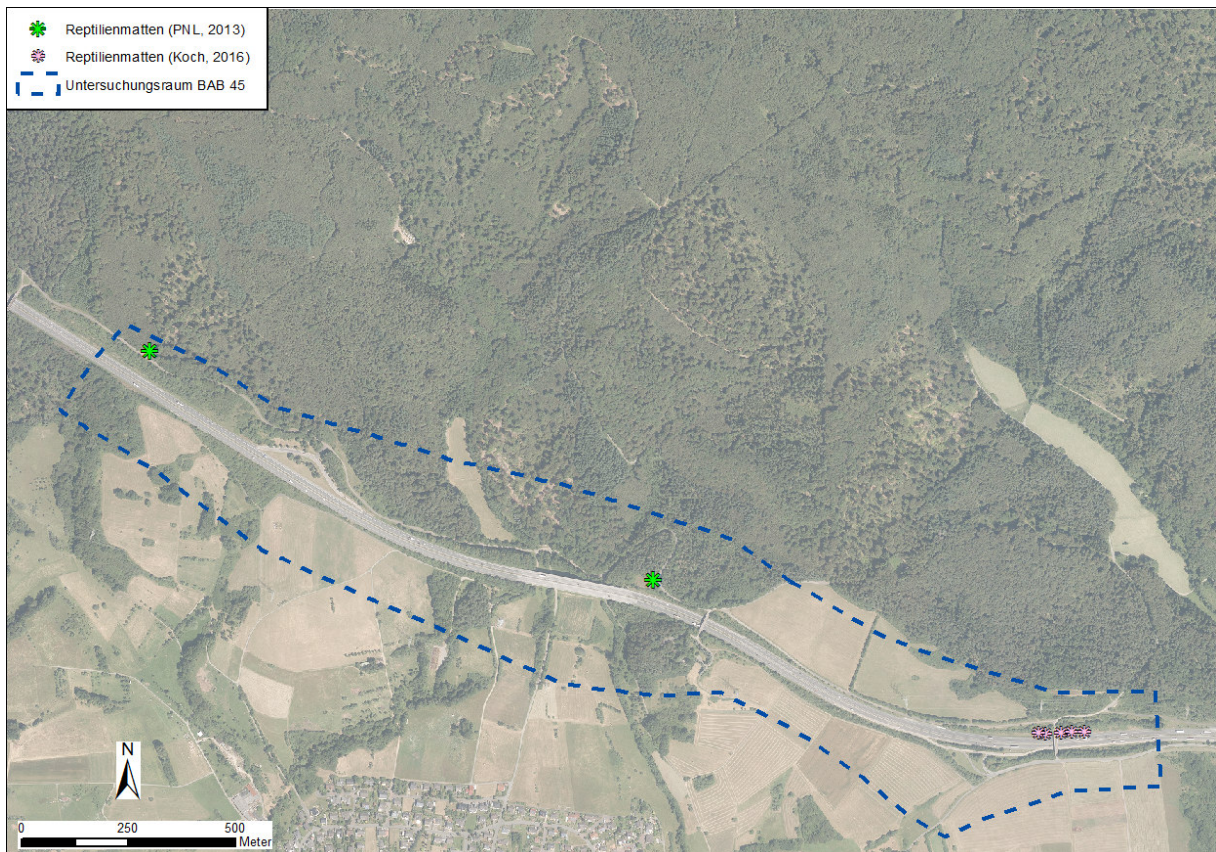 Reptilienmatten (PNL, 2013)
Reptilienmatten (Koch, 2016)
Untersuchungsraum BAB 45
N
0 250 500
Meter